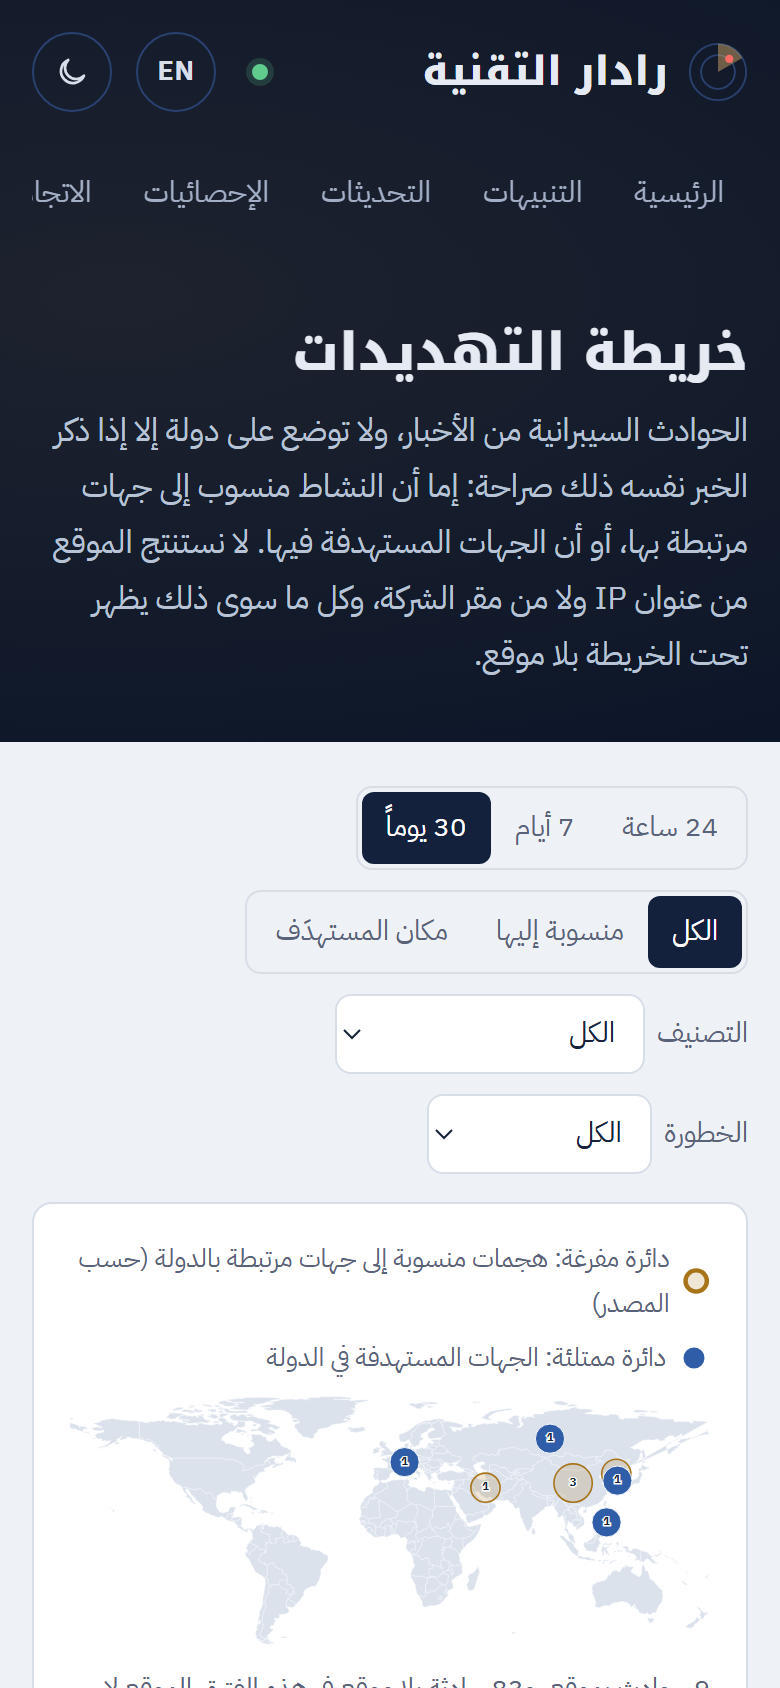 رادار التقنية
EN
الرئيسية التنبيهات التحديثات الإحصائيات
خريطة التهديدات
الحوادث السيبرانية من الأخبار، ولا توضع على دولة إلا إذا ذكر
الخبر نفسه ذلك صراحة: إما أن النشاط منسوب إلى جهات
مرتبطة بها، أو أن الجهات المستهدفة فيها. لا نستنتج الموقع
من عنوان IP ولا من مقر الشركة، وكل ما سوى ذلك يظهر
تحت الخريطة بلا موقع.
24 ساعة 7 أيام 30 يوماً
الكل منسوبة إليها مكان المستهدَف
التصنيف الكل
الخطورة الكل
دائرة مفرغة: هجمات منسوبة إلى جهات مرتبطة بالدولة (حسب
المصدر)
دائرة ممتلئة: الجهات المستهدفة في الدولة
1
1
1
3
1
1